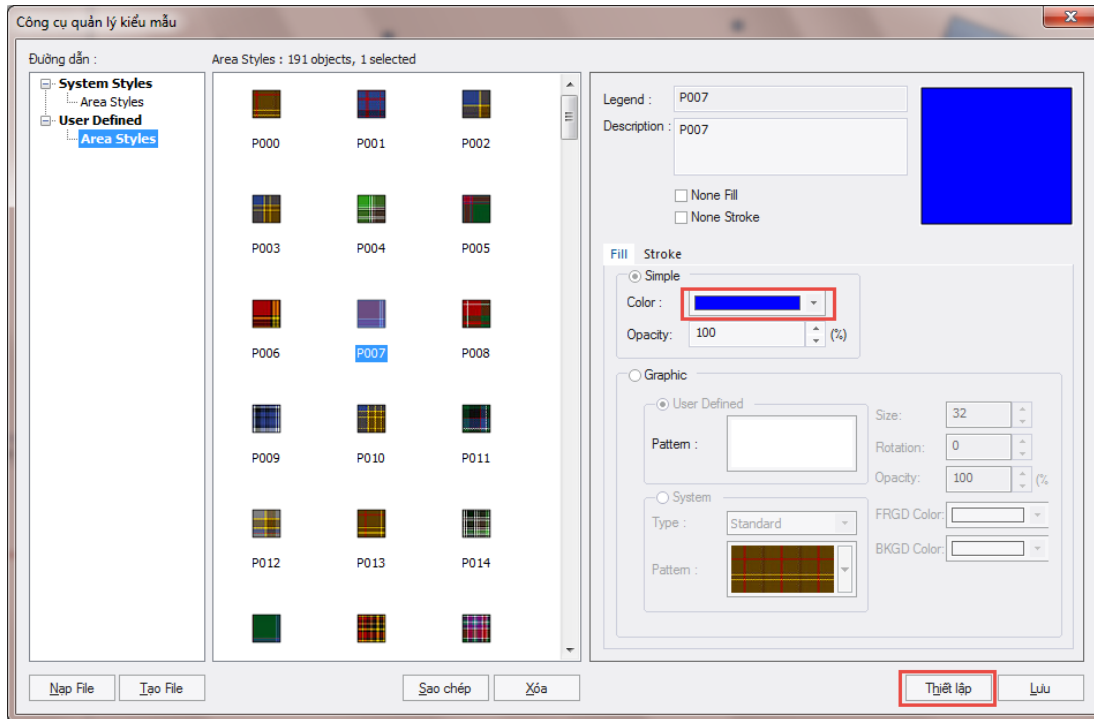 Công cụ quản lý kiểu mẫu
x
Đường dẫn :
Area Styles : 191 objects, 1 selected
System Styles
Area Styles
User Defined
Area Styles
P000 P001 P002
P003 P004 P005
P006 P007 P008
P009 P010 P011
P012 P013 P014
Legend : P007
Description : P007
None Fill
None Stroke
Fill Stroke
Simple
Color :
Opacity: 100 (%)
Graphic
User Defined
Pattern :
Size: 32
Rotation: 0
Opacity: 100 (%
System
Type : Standard
Pattern :
FRGD Color:
BKGD Color:
Nạp File Tạo File Sao chép Xóa Thiết lập Lưu